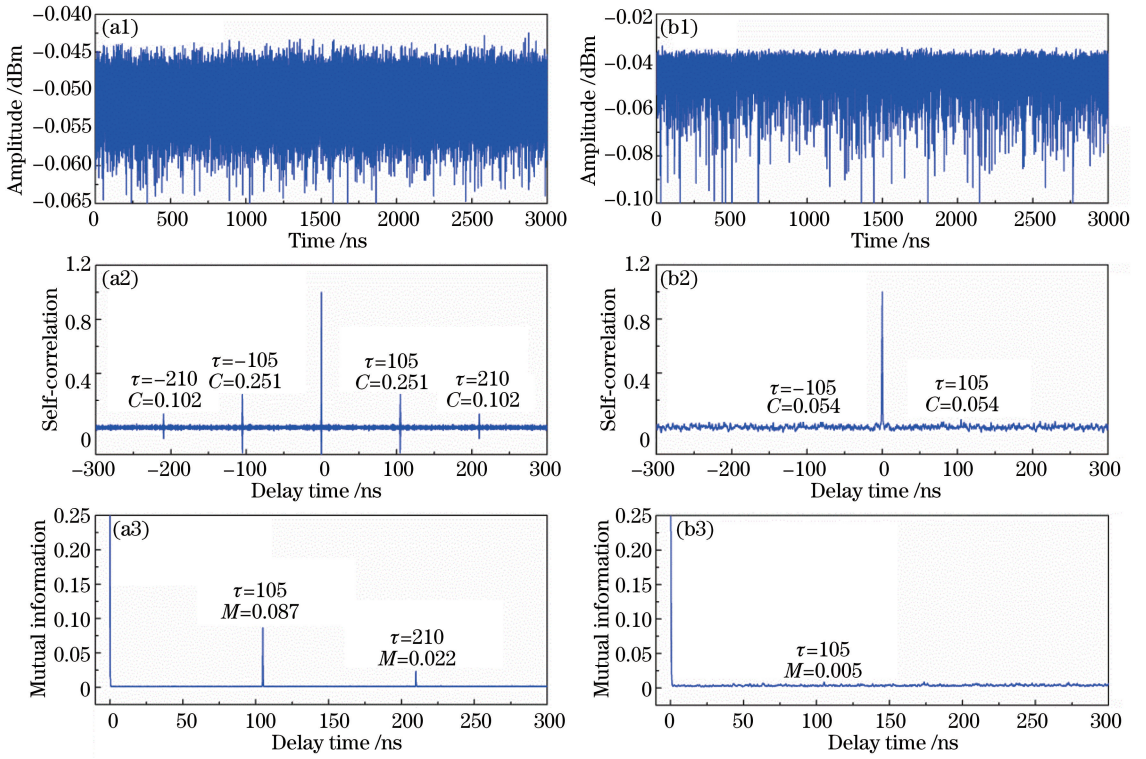 (a1)
Amplitude /dBm
−0.040
−0.045
−0.050
−0.055
−0.060
−0.065
0 500 1000 1500 2000 2500 3000
Time /ns
(b1)
Amplitude /dBm
−0.02
−0.04
−0.06
−0.08
−0.10
0 500 1000 1500 2000 2500 3000
Time /ns
(a2)
Self-correlation
1.2
0.8
0.4
0
τ=−210
C=0.102
τ=−105
C=0.251
τ=105
C=0.251
τ=210
C=0.102
−300 −200 −100 0 100 200 300
Delay time /ns
(b2)
Self-correlation
1.2
0.8
0.4
0
τ=−105
C=0.054
τ=105
C=0.054
−300 −200 −100 0 100 200 300
Delay time /ns
(a3)
Mutual information
0.25
0.20
0.15
0.10
0.05
0
τ=105
M=0.087
τ=210
M=0.022
0 50 100 150 200 250 300
Delay time /ns
(b3)
Mutual information
0.25
0.20
0.15
0.10
0.05
0
τ=105
M=0.005
0 50 100 150 200 250 300
Delay time /ns